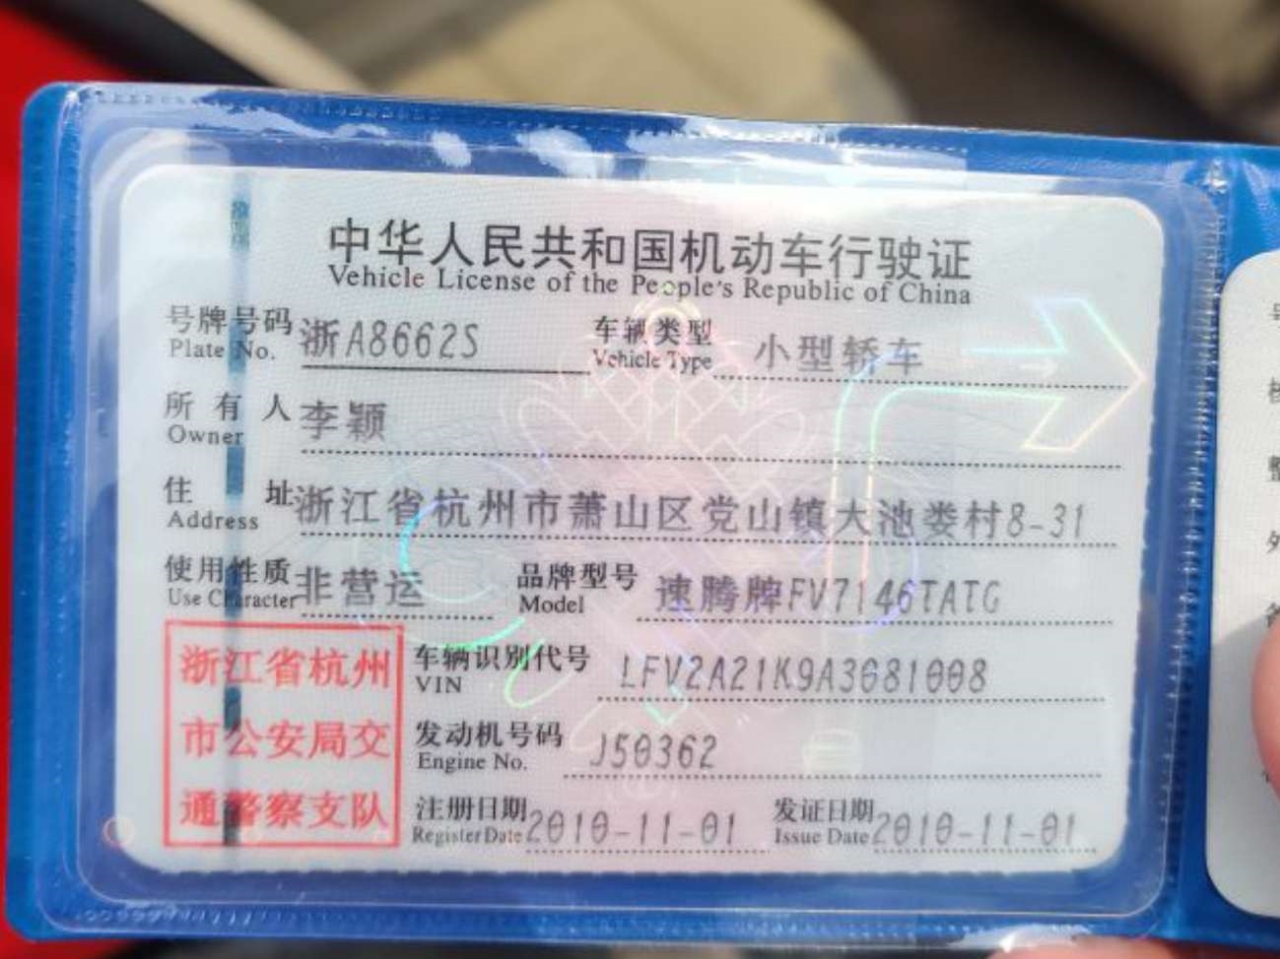 中华人民共和国机动车行驶证
Vehicle License of the People's Republic of China
号牌号码 浙A8662S 车辆类型 小型轿车
Plate No. Vehicle Type
所有人 李颖
Owner
住址 浙江省杭州市萧山区党山镇大池娄村8-31
Address
使用性质 非营运 品牌型号 速腾牌FV7146TATG
Use Character Model
浙江省杭州
市公安局交
通警察支队
车辆识别代号 LFV2A21K9A3681008
VIN
发动机号码 J50362
Engine No.
注册日期 2010-11-01 发证日期 2010-11-01
Register Date Issue Date